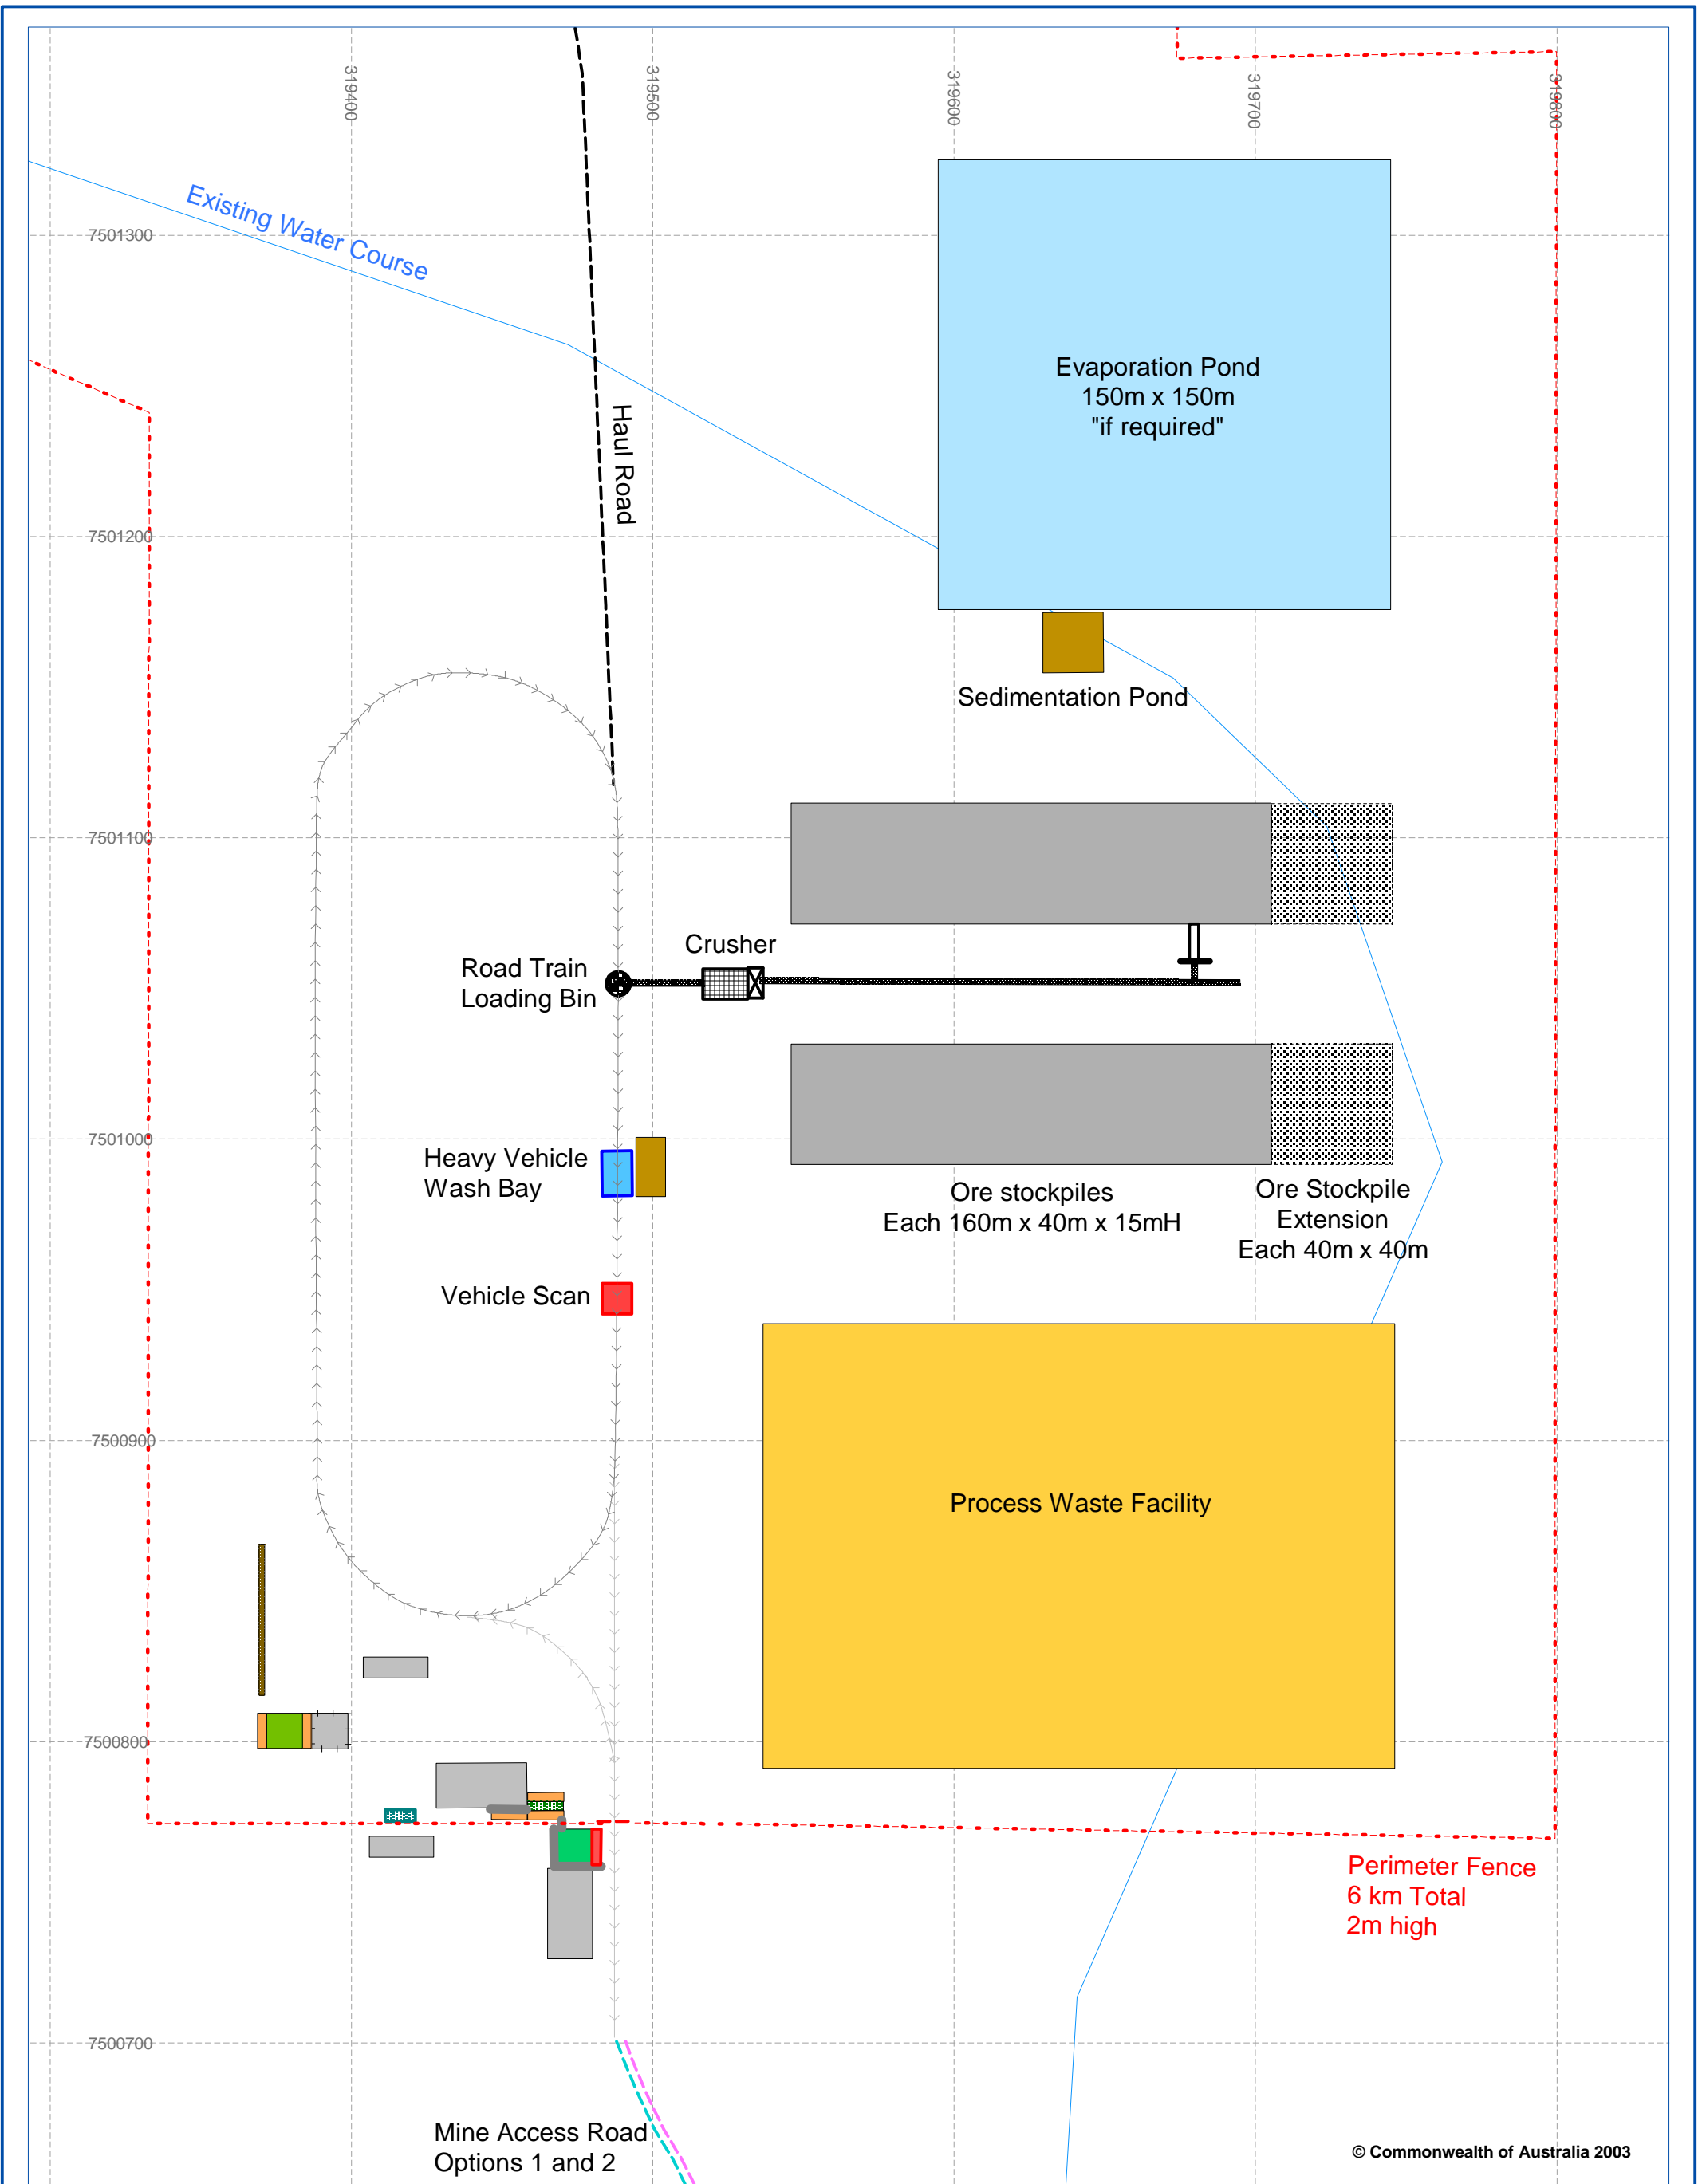 319400
319500
319600
319700
319800
Existing Water Course
7501300
Evaporation Pond
150m x 150m
"if required"
Haul Road
7501200
Sedimentation Pond
7501100
Crusher
Road Train
Loading Bin
7501000
Heavy Vehicle
Wash Bay
Ore stockpiles
Each 160m x 40m x 15mH
Ore Stockpile
Extension
Each 40m x 40m
Vehicle Scan
7500900
Process Waste Facility
7500800
Perimeter Fence
6 km Total
2m high
7500700
Mine Access Road
Options 1 and 2
© Commonwealth of Australia 2003